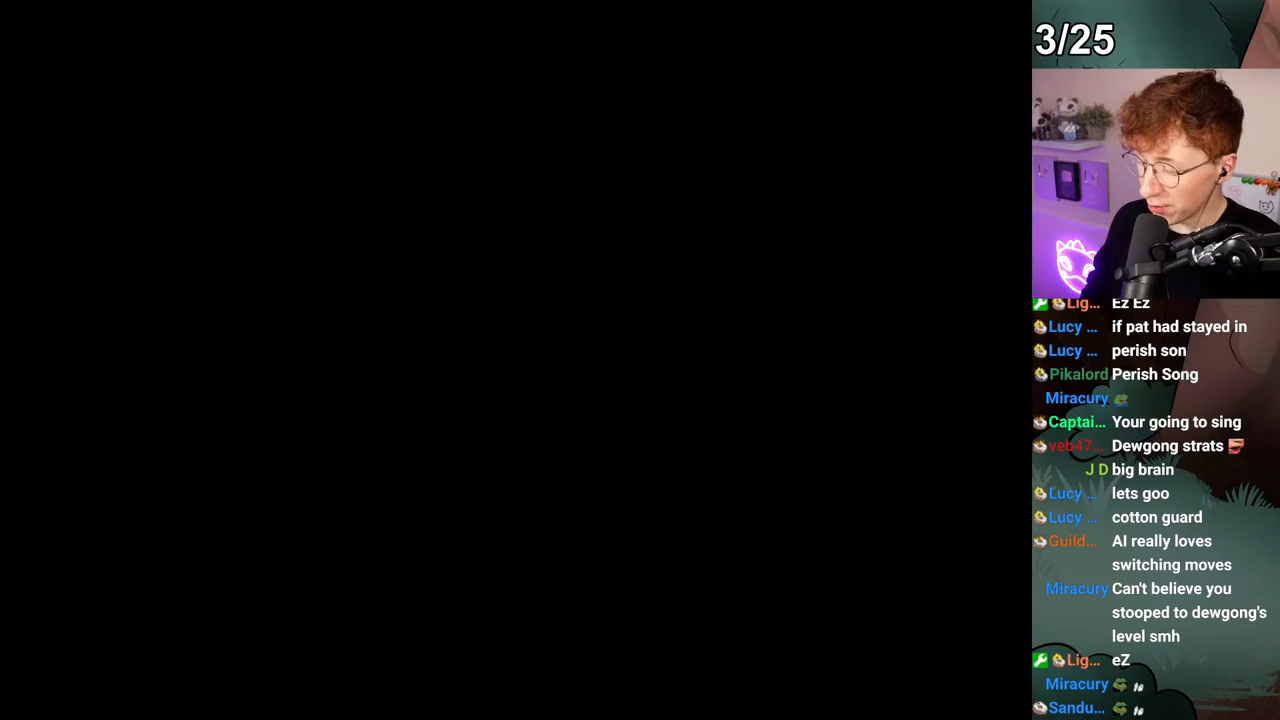 3/25
Lig… Ez Ez
Lucy … if pat had stayed in
Lucy … perish son
Pikalord Perish Song
Miracury
Captai… Your going to sing
veb47… Dewgong strats
J D big brain
Lucy … lets goo
Lucy … cotton guard
Guild… AI really loves
switching moves
Miracury Can't believe you
stooped to dewgong's
level smh
Lig… eZ
Miracury
Sandu…